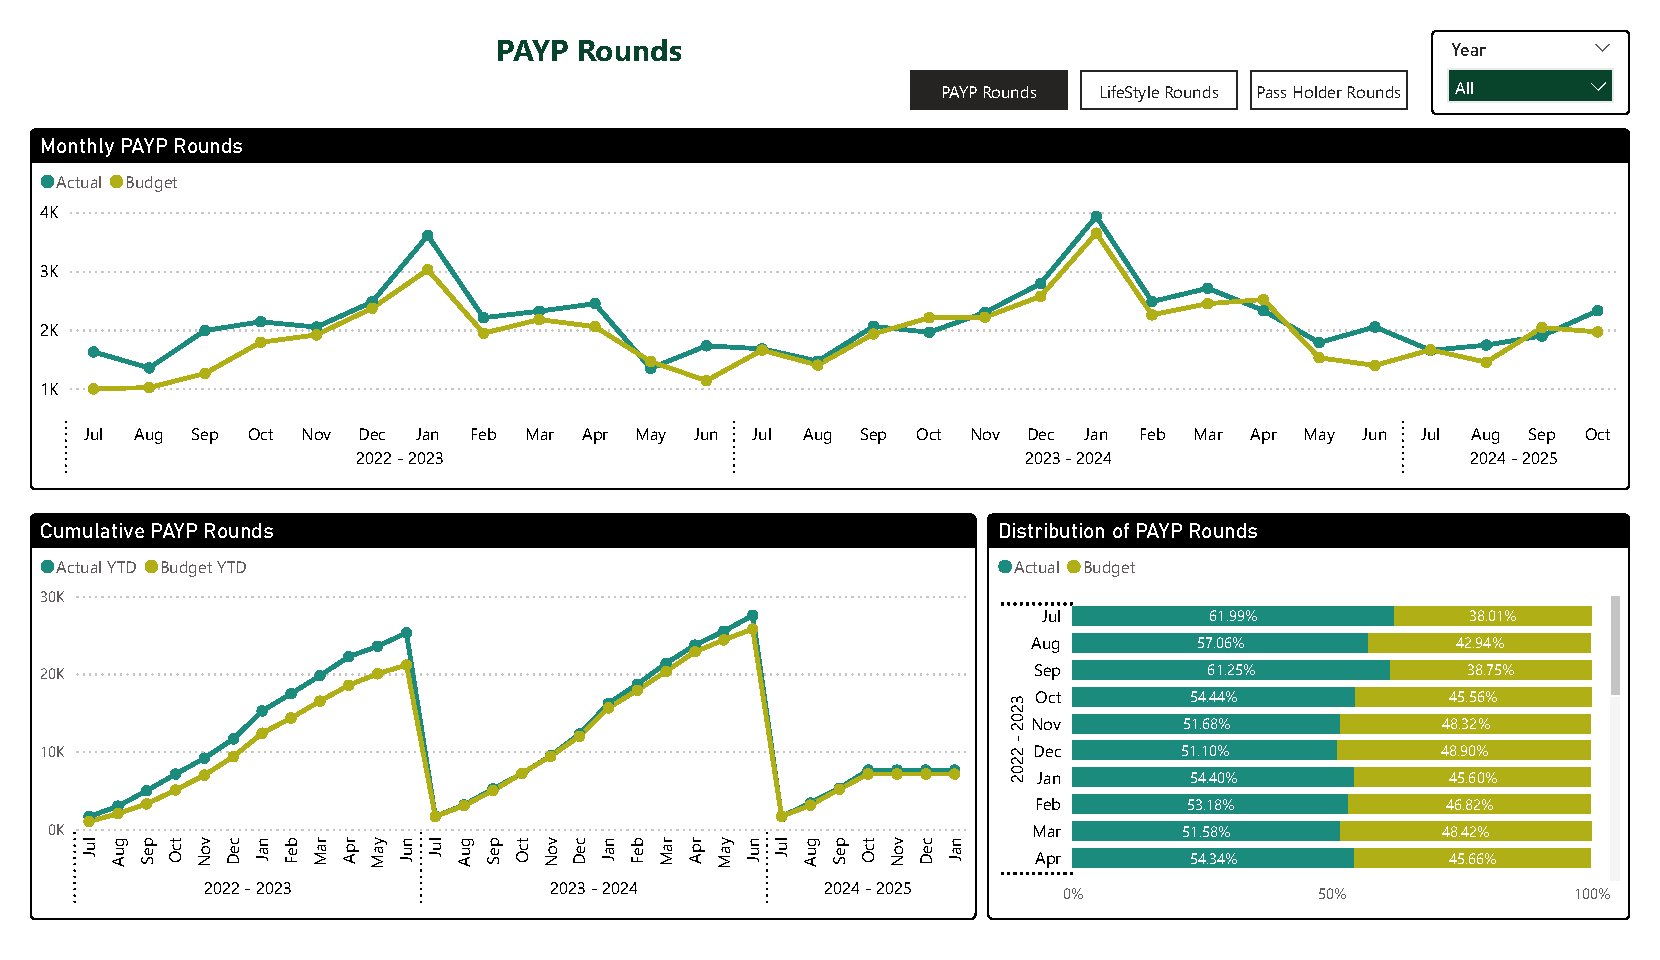 PAYP Rounds
Year
PAYP Rounds LifeStyle Rounds Pass Holder Rounds
All
Monthly PAYP Rounds
Actual Budget
4K
3K
2K
1K
Jul Aug Sep Oct Nov Dec Jan Feb Mar Apr May Jun Jul Aug Sep Oct Nov Dec Jan Feb Mar Apr May Jun Jul Aug Sep Oct
2022 - 2023 2023 - 2024 2024 - 2025
Cumulative PAYP Rounds
Actual YTD Budget YTD
30K
20K
10K
0K
Jul Aug Sep Oct Nov Dec Jan Feb Mar Apr May Jun Jul Aug Sep Oct Nov Dec Jan Feb Mar Apr May Jun Jul Aug Sep Oct Nov Dec Jan
2022 - 2023 2023 - 2024 2024 - 2025
Distribution of PAYP Rounds
Actual Budget
2022 - 2023
Jul 61.99% 38.01%
Aug 57.06% 42.94%
Sep 61.25% 38.75%
Oct 54.44% 45.56%
Nov 51.68% 48.32%
Dec 51.10% 48.90%
Jan 54.40% 45.60%
Feb 53.18% 46.82%
Mar 51.58% 48.42%
Apr 54.34% 45.66%
0% 50% 100%